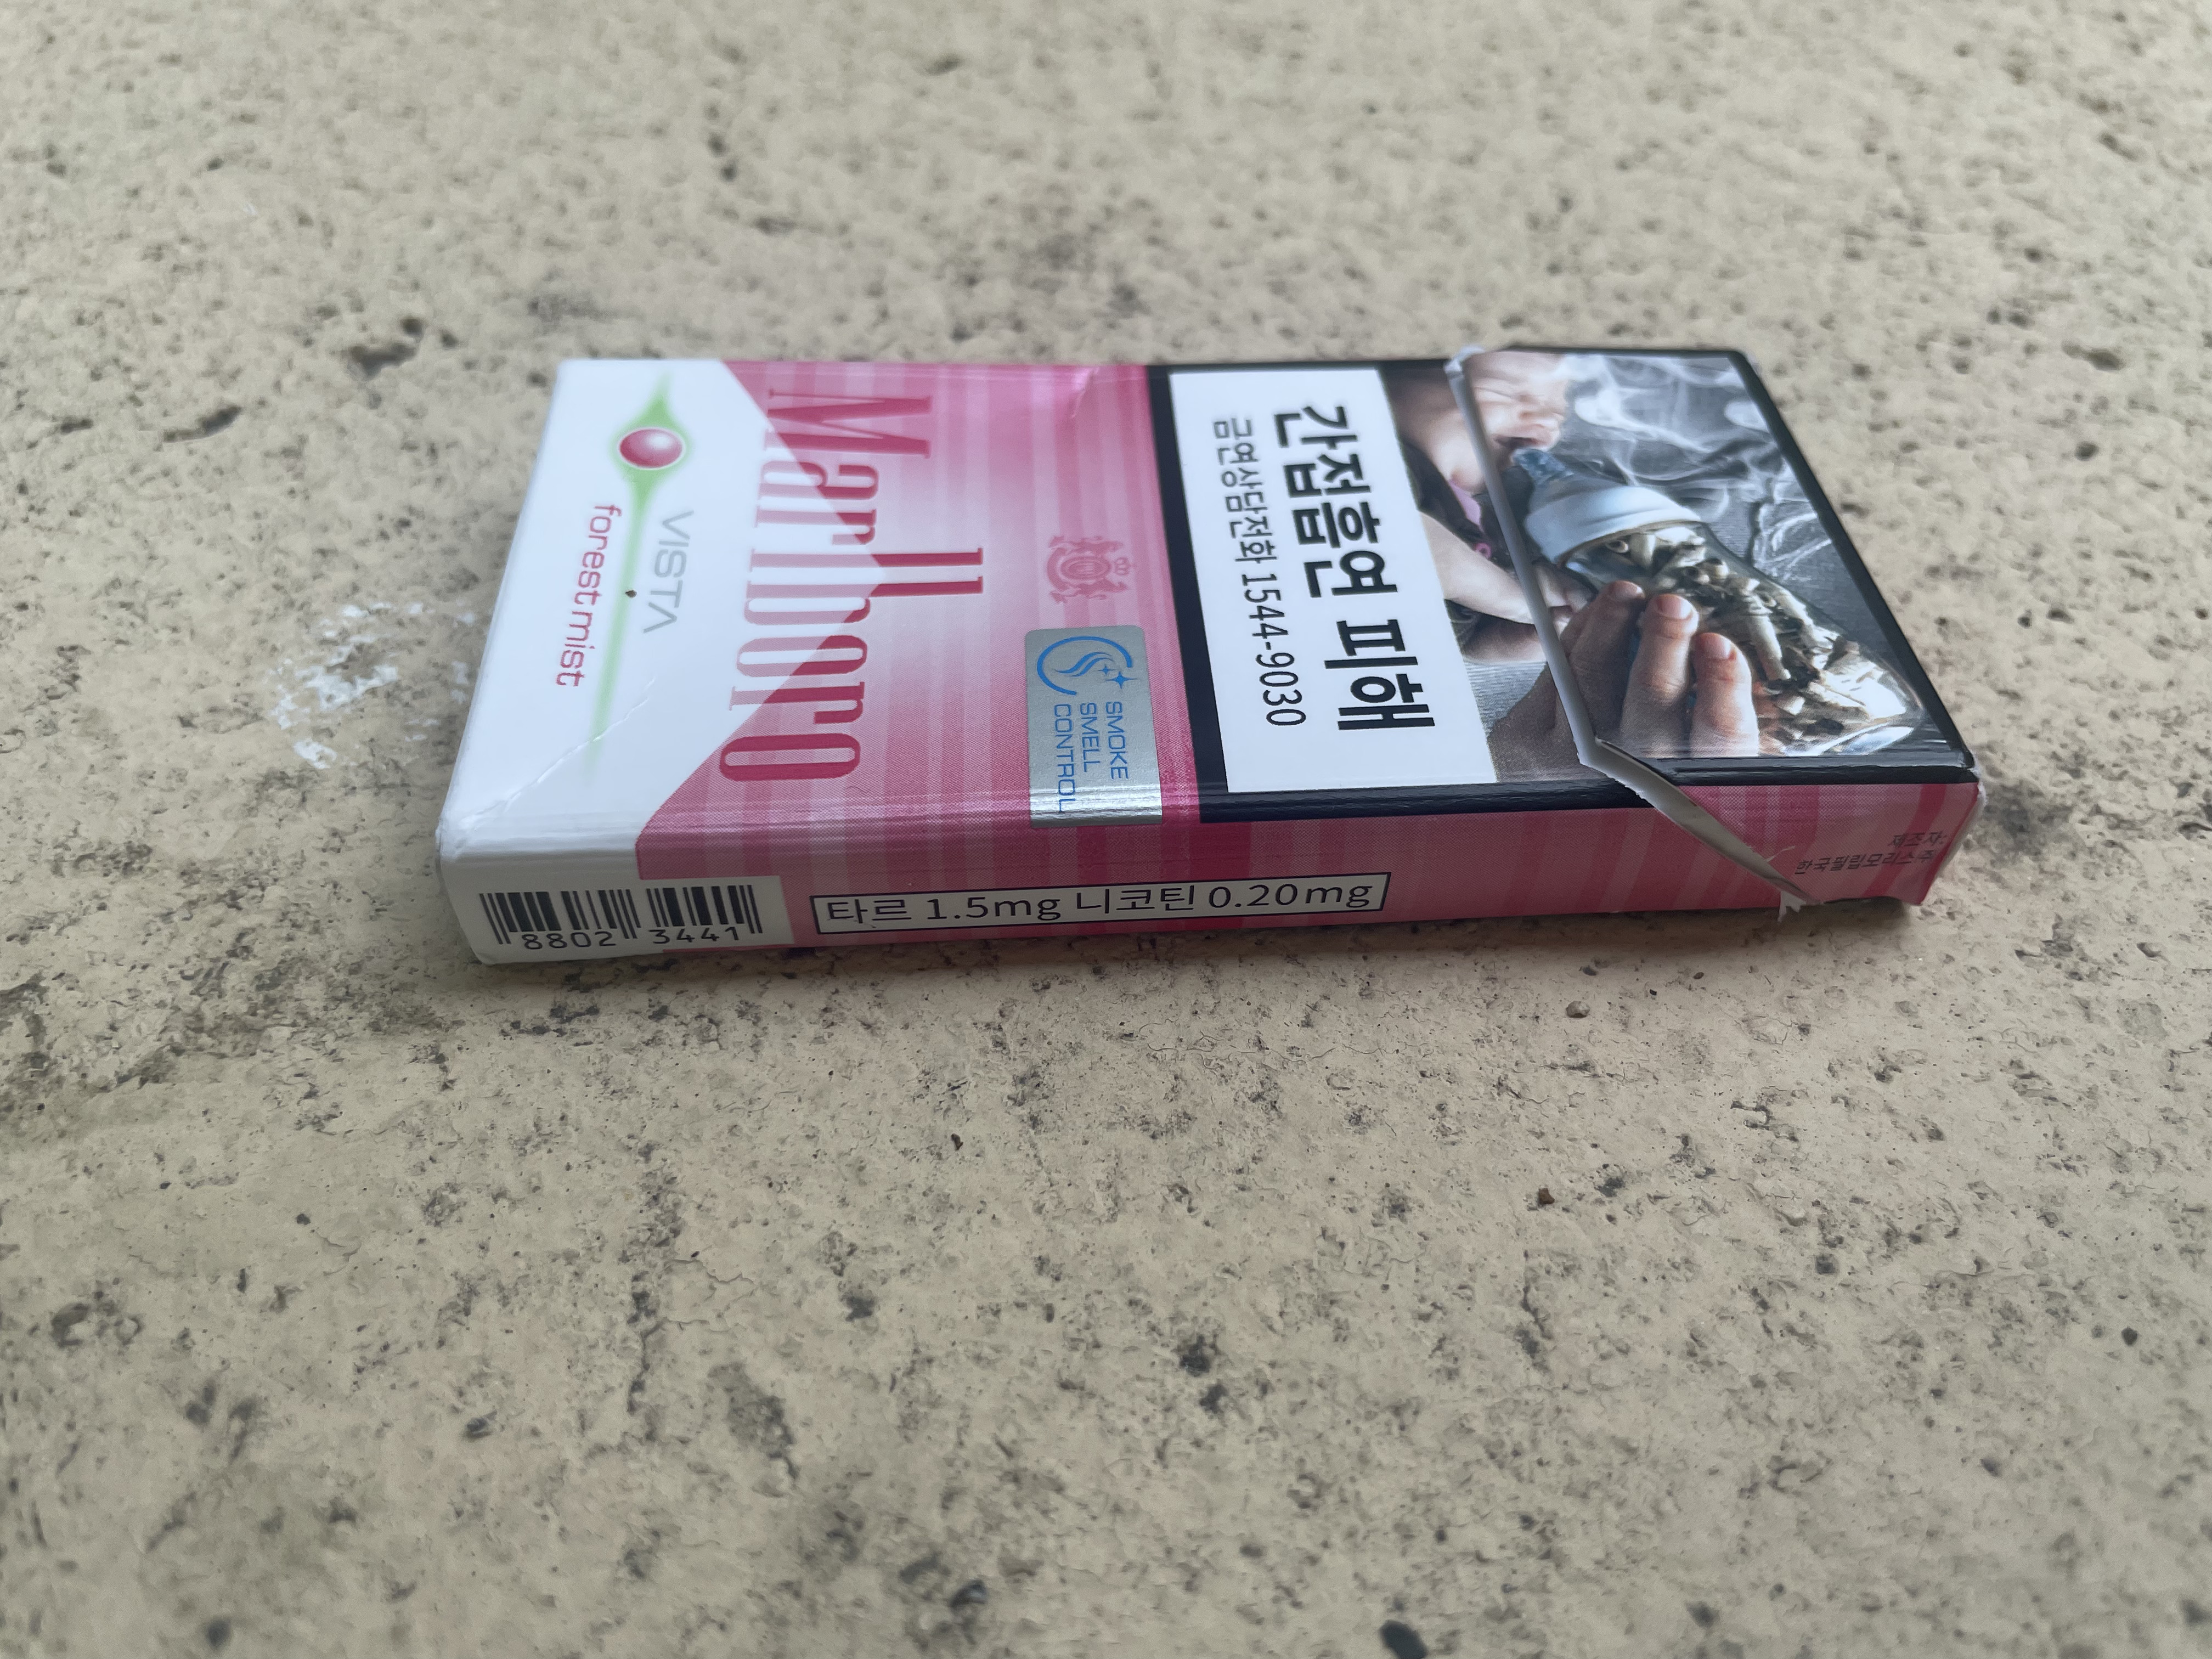 간접흡연 피해
금연상담전화 1544-9030
Marlboro
SMOKE
SMELL
CONTROL
VISTA
forest mist
8802 3441
타르 1.5mg 니코틴 0.20mg
제조자:
한국필립모리스㈜